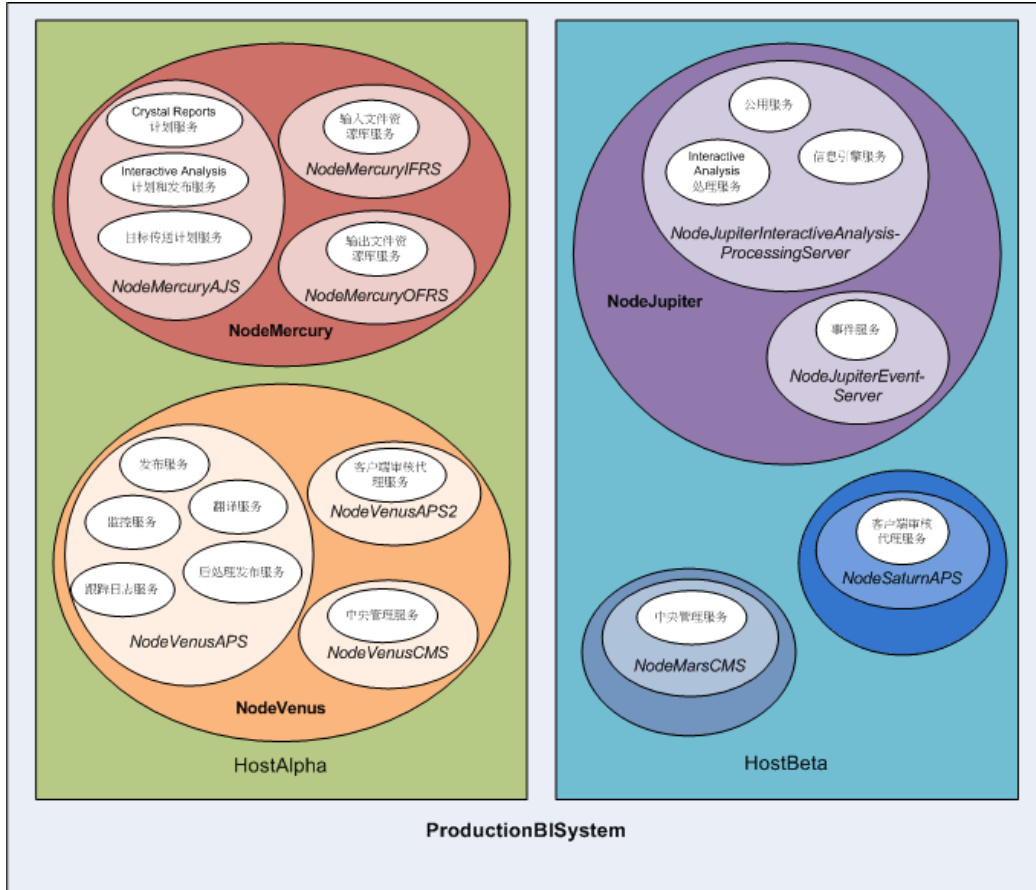 Crystal Reports
计划服务
Interactive Analysis
计划和发布服务
目标传送计划服务
NodeMercuryAJS
输入文件资
源库服务
NodeMercuryIFRS
输出文件资
源库服务
NodeMercuryOFRS
NodeMercury
发布服务
监控服务
翻译服务
后处理发布服务
跟踪日志服务
NodeVenusAPS
客户端审核代
理服务
NodeVenusAPS2
中央管理服务
NodeVenusCMS
NodeVenus
HostAlpha
公用服务
Interactive
Analysis
处理服务
信息引擎服务
NodeJupiterInteractiveAnalysis-
ProcessingServer
NodeJupiter
事件服务
NodeJupiterEvent-
Server
客户端审核
代理服务
NodeSaturnAPS
中央管理服务
NodeMarsCMS
HostBeta
ProductionBISystem